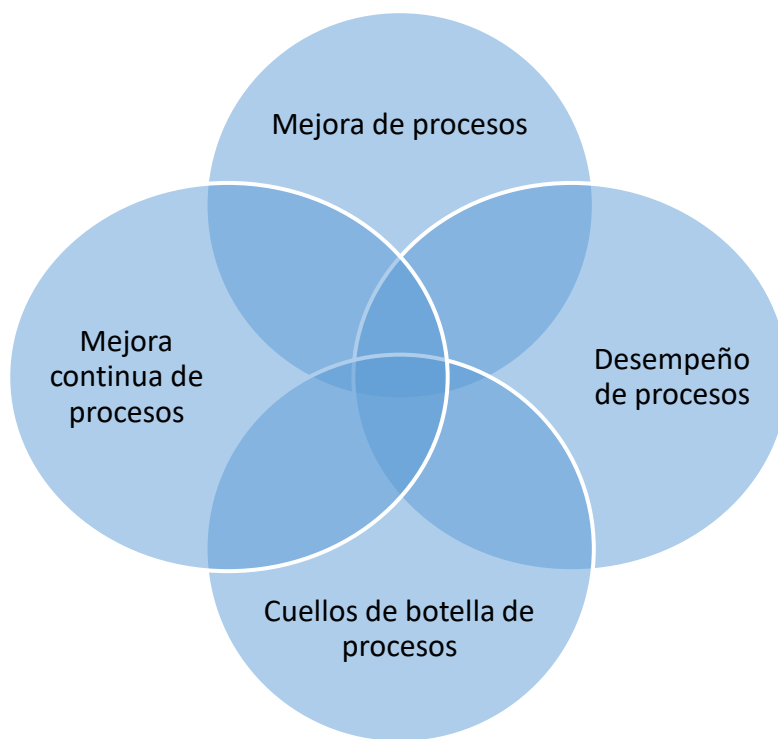 Mejora de procesos
Mejora
continua de
procesos
Desempeño
de procesos
Cuellos de botella de
procesos